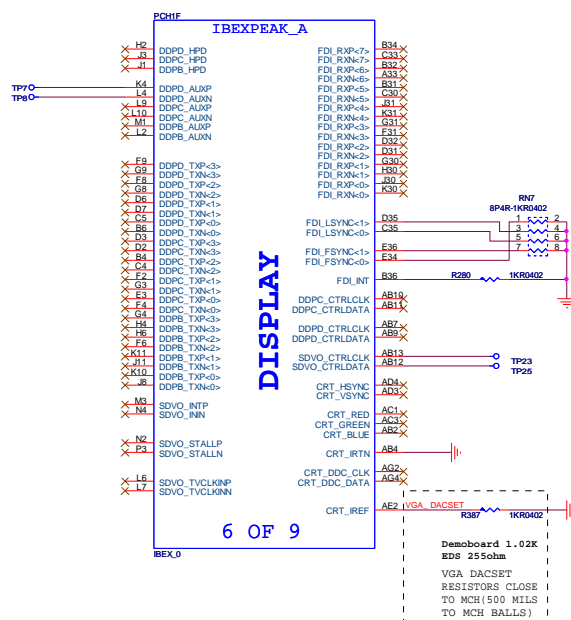 PCH1F
IBEXPEAK_A
H2 DDPD_HPD
J3 DDPC_HPD
J1 DDPB_HPD
TP7 K4 DDPD_AUXP
TP8 L4 DDPD_AUXN
L9 DDPC_AUXP
L10 DDPC_AUXN
M1 DDPB_AUXP
L2 DDPB_AUXN
F9 DDPD_TXP<3>
G9 DDPD_TXN<3>
F8 DDPD_TXP<2>
G8 DDPD_TXN<2>
D6 DDPD_TXP<1>
D7 DDPD_TXN<1>
C5 DDPD_TXP<0>
B6 DDPD_TXN<0>
D3 DDPC_TXP<3>
D2 DDPC_TXN<3>
B4 DDPC_TXP<2>
C4 DDPC_TXN<2>
F2 DDPC_TXP<1>
G3 DDPC_TXN<1>
E3 DDPC_TXP<0>
F4 DDPC_TXN<0>
G4 DDPB_TXP<3>
H4 DDPB_TXN<3>
H6 DDPB_TXP<2>
F6 DDPB_TXN<2>
K11 DDPB_TXP<1>
J11 DDPB_TXN<1>
K10 DDPB_TXP<0>
J8 DDPB_TXN<0>
M3 SDVO_INTP
N4 SDVO_ININ
N2 SDVO_STALLP
P3 SDVO_STALLN
L6 SDVO_TVCLKINP
L7 SDVO_TVCLKINN
DISPLAY
FDI_RXP<7> B34
FDI_RXN<7> C33
FDI_RXP<6> B32
FDI_RXN<6> A33
FDI_RXP<5> B31
FDI_RXN<5> C30
FDI_RXP<4> J31
FDI_RXN<4> K31
FDI_RXP<3> G31
FDI_RXN<3> F31
FDI_RXP<2> D32
FDI_RXN<2> D31
FDI_RXP<1> G30
FDI_RXN<1> H30
FDI_RXP<0> J30
FDI_RXN<0> K30
RN7
8P4R-1KR0402
FDI_LSYNC<1> D35 1 2
FDI_LSYNC<0> C35 3 4
5 6
FDI_FSYNC<1> E36 7 8
FDI_FSYNC<0> E34
FDI_INT B36 R280 1KR0402
DDPC_CTRLCLK AB10
DDPC_CTRLDATA AB11
DDPD_CTRLCLK AB7
DDPD_CTRLDATA AB9
SDVO_CTRLCLK AB13 TP23
SDVO_CTRLDATA AB12 TP25
CRT_HSYNC AD4
CRT_VSYNC AD3
CRT_RED AC1
CRT_GREEN AC3
CRT_BLUE AB2
CRT_IRTN AB4
CRT_DDC_CLK AG2
CRT_DDC_DATA AG4
CRT_IREF AE2 VGA_DACSET R387 1KR0402
6 OF 9
IBEX_0
Demoboard 1.02K
EDS 255ohm
VGA DACSET
RESISTORS CLOSE
TO MCH(500 MILS
TO MCH BALLS)